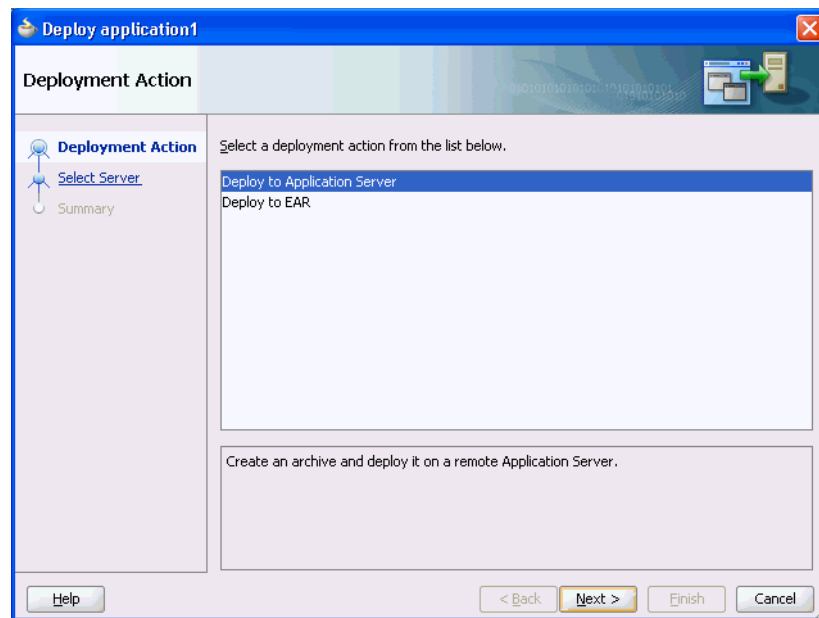 Deploy application1
Deployment Action
Deployment Action
Select Server
Summary
Select a deployment action from the list below.
Deploy to Application Server
Deploy to EAR
Create an archive and deploy it on a remote Application Server.
Help
< Back
Next >
Finish
Cancel